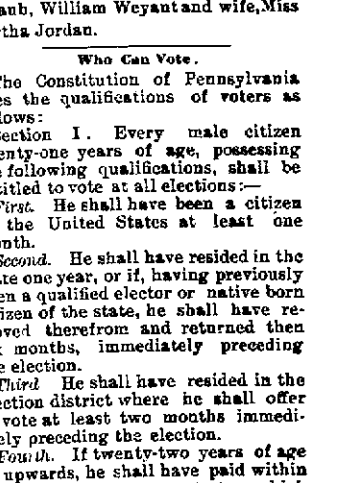 aub, William Weyant and wife, Miss
tha Jordan.
Who Can Vote.
The Constitution of Pennsylvania
es the qualifications of voters as
lows:
ection I. Every male citizen
enty-one years of age, possessing
e following qualifications, shall be
titled to vote at all elections:—
First. He shall have been a citizen
the United States at least one
nth.
Second. He shall have resided in the
te one year, or if, having previously
en a qualified elector or native born
izen of the state, he shall have re-
oved therefrom and returned then
x months, immediately preceding
e election.
Third He shall have resided in the
ection district where he shall offer
vote at least two months immedi-
ely preceding the election.
Fourth. If twenty-two years of age
upwards, he shall have paid within